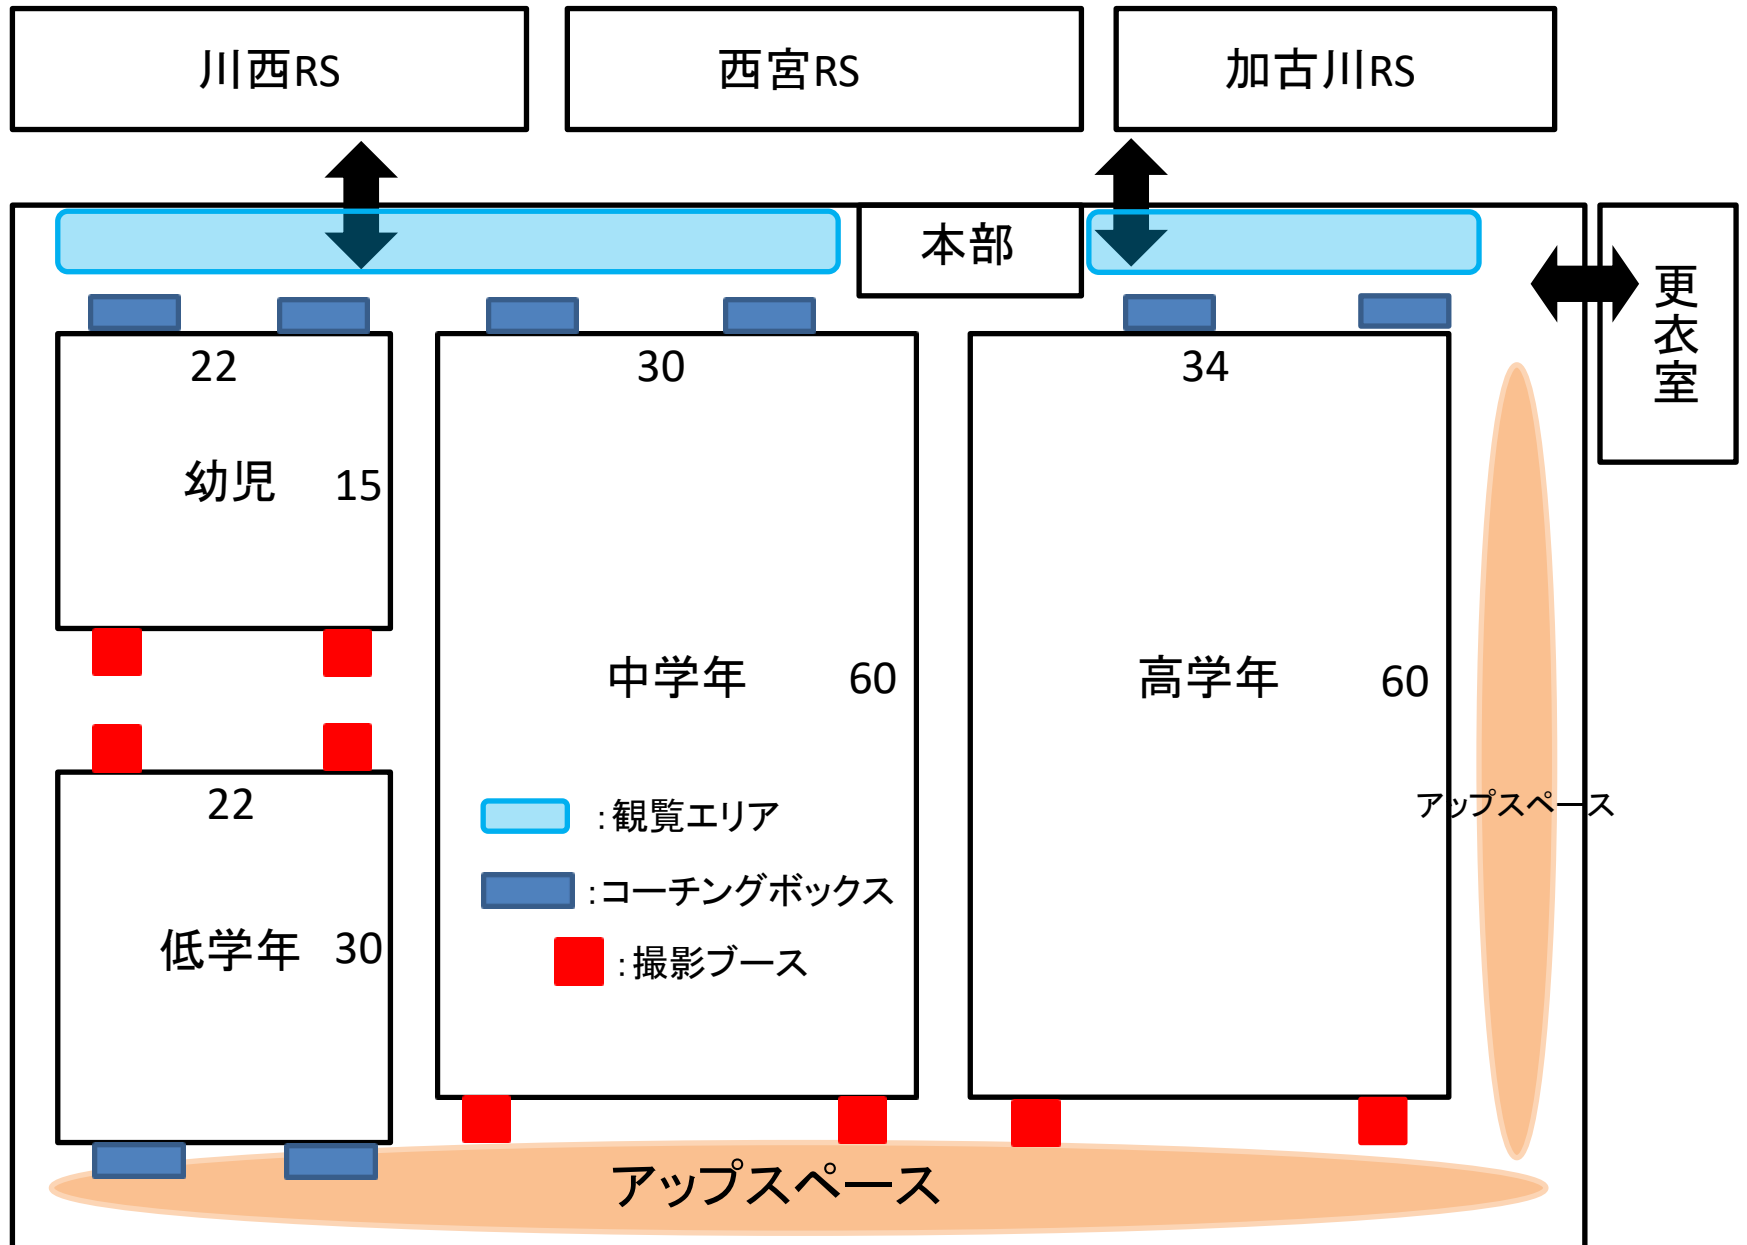 川西RS
西宮RS
加古川RS
本部
更衣室
22
30
34
幼児
15
中学年
60
高学年
60
22
:観覧エリア
アップスペース
:コーチングボックス
低学年
30
:撮影ブース
アップスペース